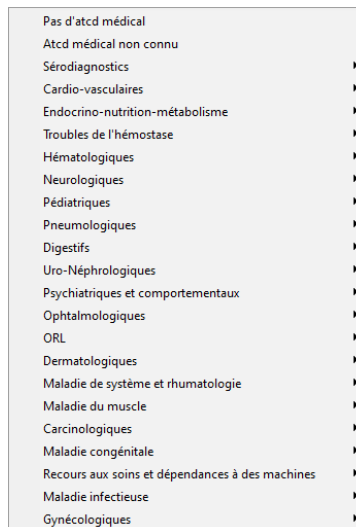 Pas d'atcd médical
Atcd médical non connu
Sérodiagnostics
Cardio-vasculaires
Endocrino-nutrition-métabolisme
Troubles de l'hémostase
Hématologiques
Neurologiques
Pédiatriques
Pneumologiques
Digestifs
Uro-Néphrologiques
Psychiatriques et comportementaux
Ophtalmologiques
ORL
Dermatologiques
Maladie de système et rhumatologie
Maladie du muscle
Carcinologiques
Maladie congénitale
Recours aux soins et dépendances à des machines
Maladie infectieuse
Gynécologiques